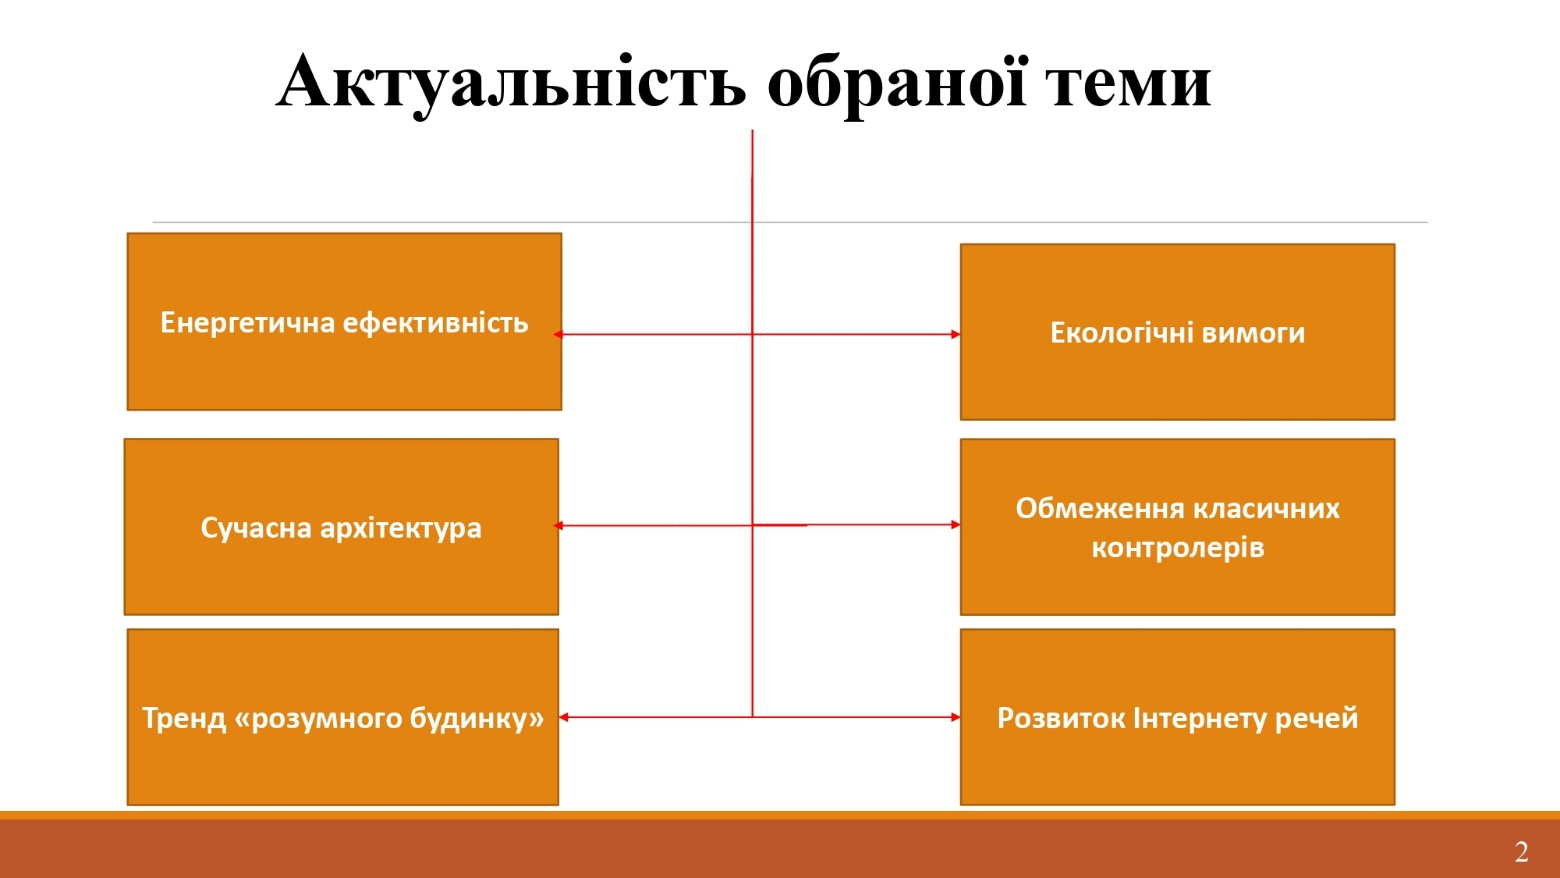 Актуальність обраної теми
Енергетична ефективність
Екологічні вимоги
Сучасна архітектура
Обмеження класичних
контролерів
Тренд «розумного будинку»
Розвиток Інтернету речей
2